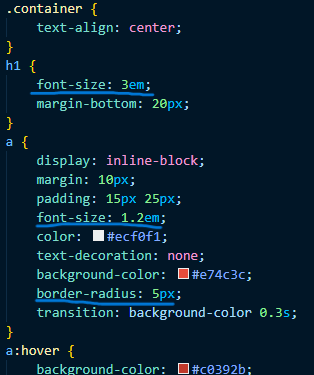 .container {
text-align: center;
}
h1 {
font-size: 3em;
margin-bottom: 20px;
}
a {
display: inline-block;
margin: 10px;
padding: 15px 25px;
font-size: 1.2em;
color: #ecf0f1;
text-decoration: none;
background-color: #e74c3c;
border-radius: 5px;
transition: background-color 0.3s;
}
a:hover {
background-color: #c0392b;